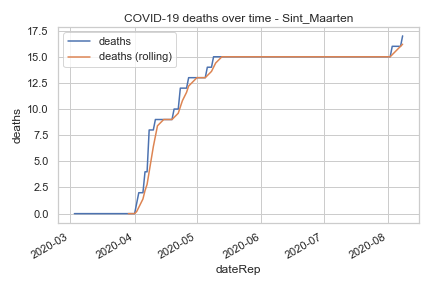 COVID-19 deaths over time - Sint_Maarten
deaths
deaths (rolling)
deaths
17.5
15.0
12.5
10.0
7.5
5.0
2.5
0.0
2020-03
2020-04
2020-05
2020-06
2020-07
2020-08
dateRep